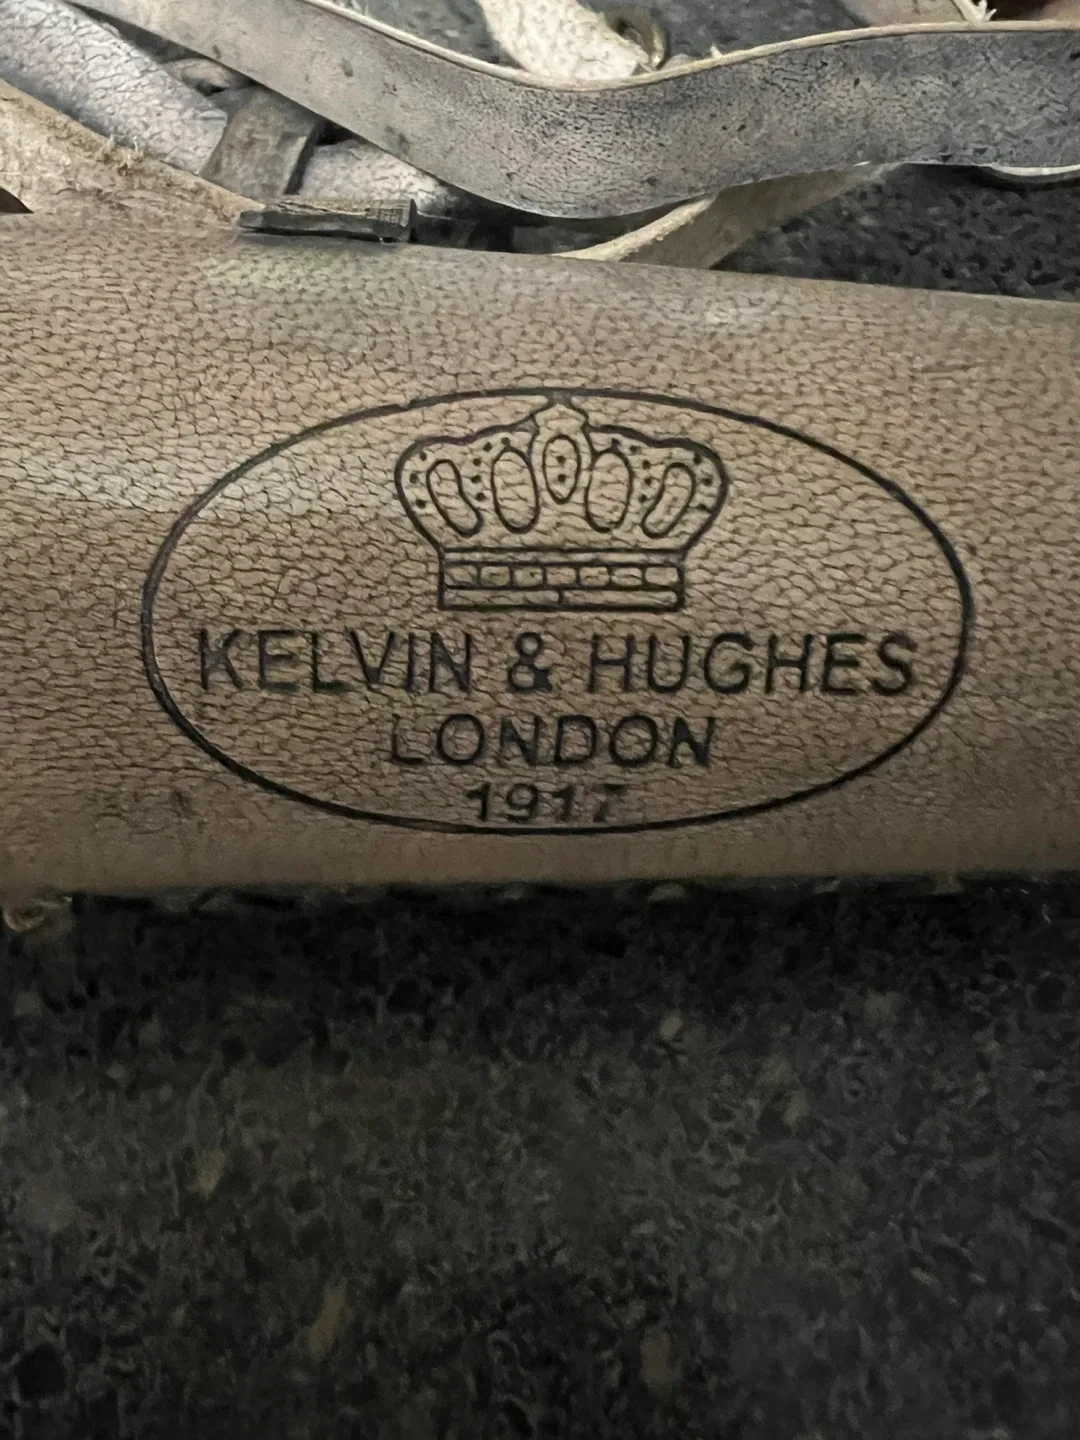 KELVIN & HUGHES
LONDON
1917